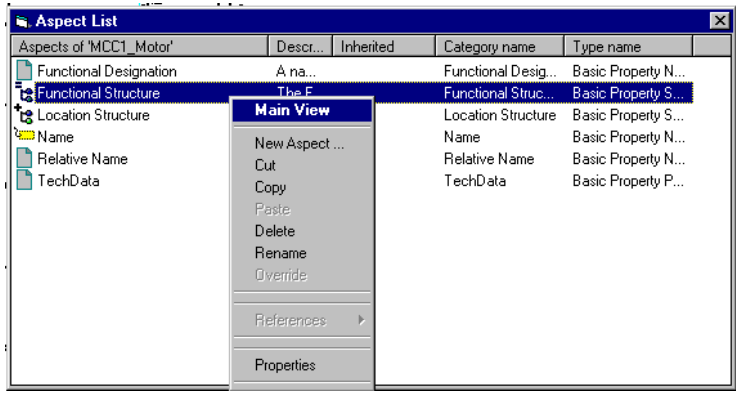 Aspect List
Aspects of 'MCC1_Motor' Descr... Inherited Category name Type name
Functional Designation A na... Functional Desig... Basic Property N...
Functional Structure The F Functional Struc... Basic Property S...
Location Structure Location Structure Basic Property S...
Name Name Basic Property N...
Relative Name Relative Name Basic Property N...
TechData TechData Basic Property P...
Main View
New Aspect ...
Cut
Copy
Paste
Delete
Rename
Override
References
Properties